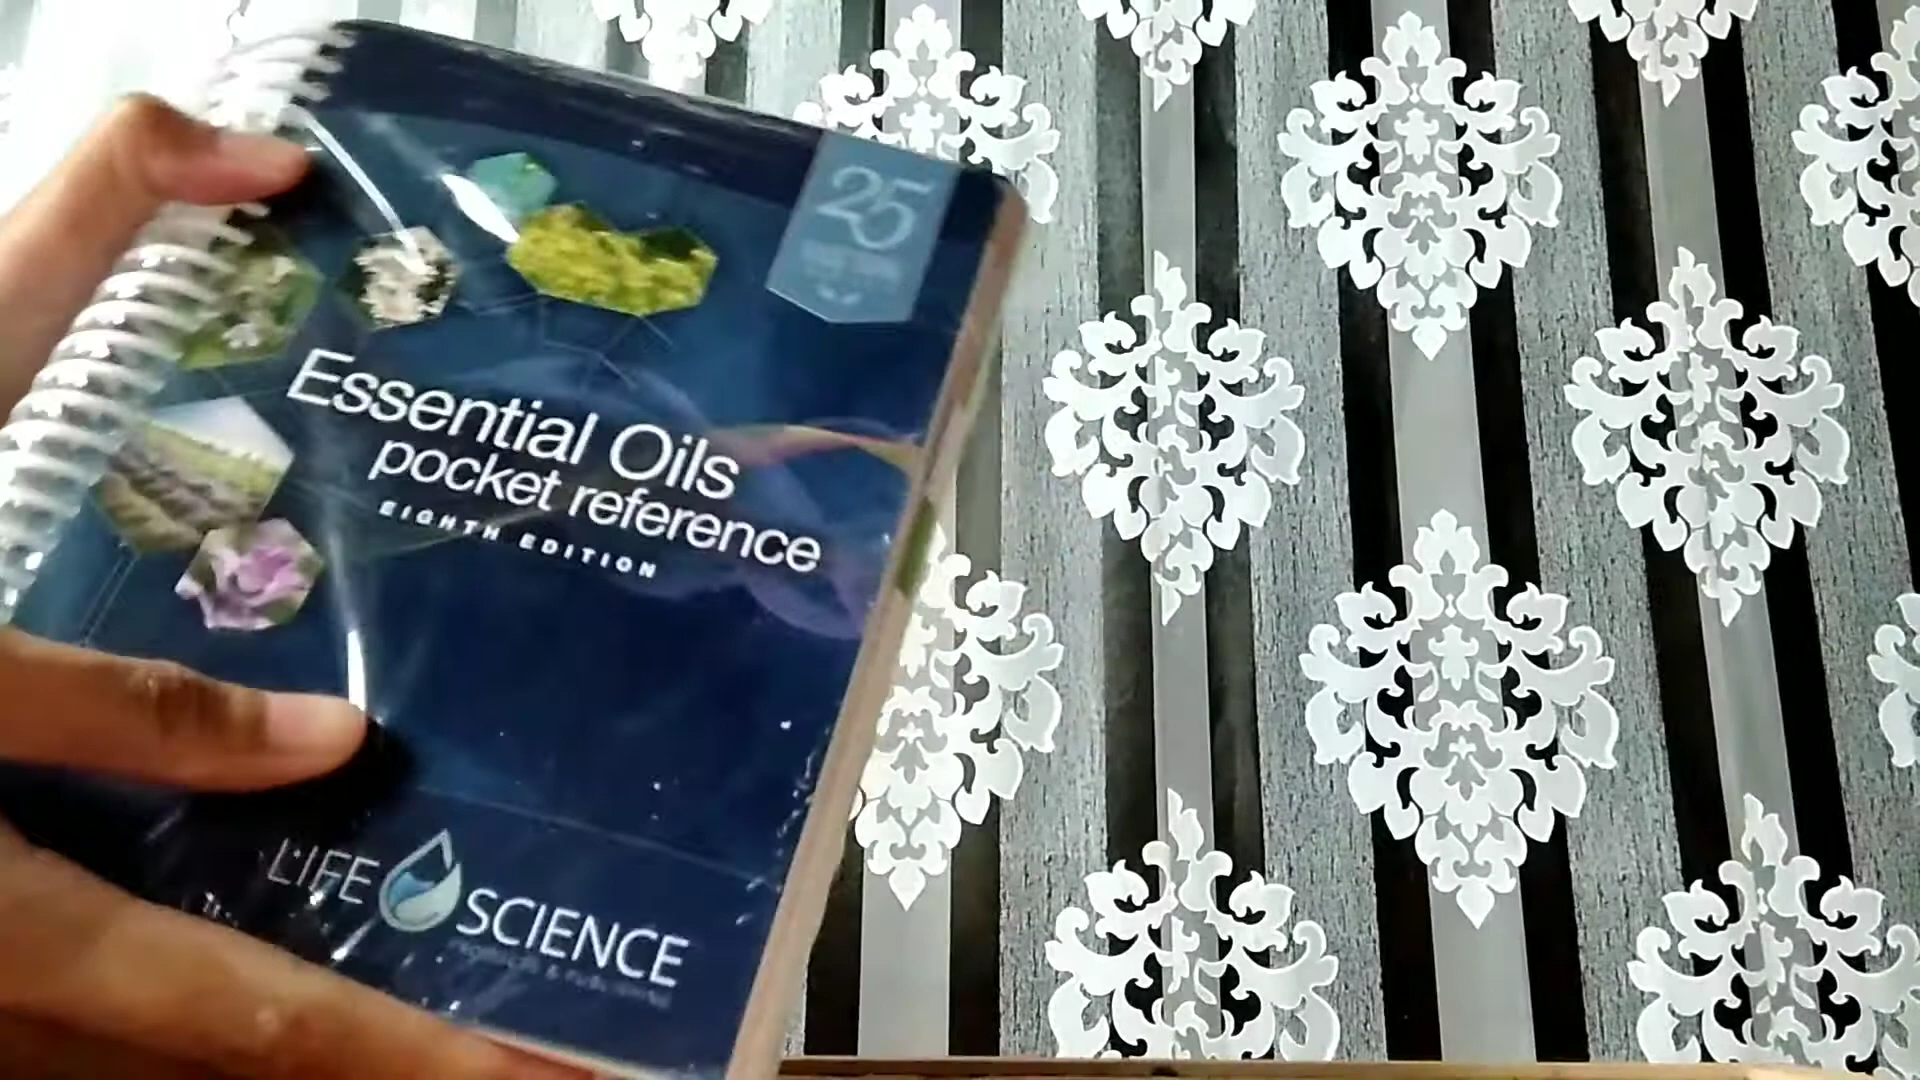 25
Essential Oils
pocket reference
EIGHTH EDITION
LIFE SCIENCE